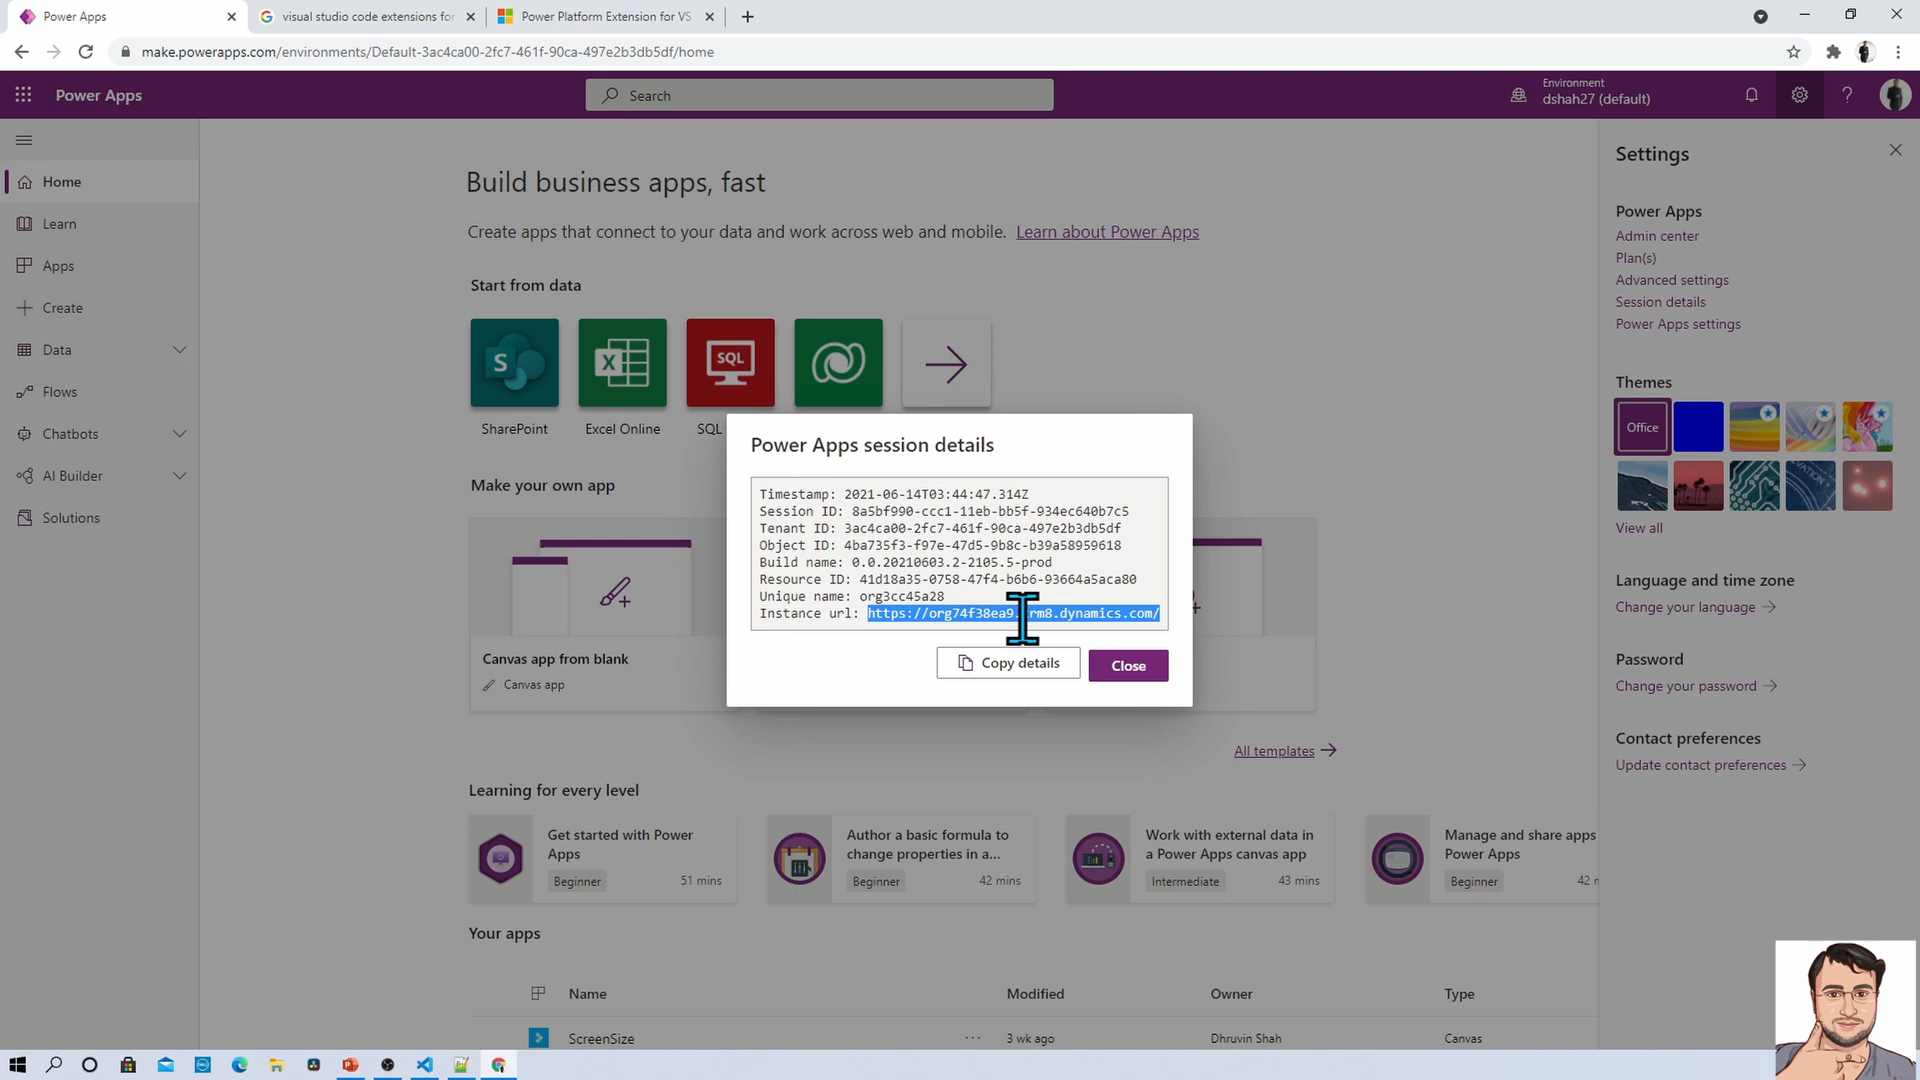 Power Apps
visual studio code extensions for
Power Platform Extension for VS
make.powerapps.com/environments/Default-3ac4ca00-2fc7-461f-90ca-497e2b3db5df/home
Power Apps
Search
Environment
dshah27 (default)
Home
Learn
Apps
Create
Data
Flows
Chatbots
AI Builder
Solutions
Build business apps, fast
Create apps that connect to your data and work across web and mobile. Learn about Power Apps
Start from data
SharePoint
Excel Online
SQL
Make your own app
Canvas app from blank
Canvas app
Power Apps session details
Timestamp: 2021-06-14T03:44:47.314Z
Session ID: 8a5bf990-ccc1-11eb-bb5f-934ec640b7c5
Tenant ID: 3ac4ca00-2fc7-461f-90ca-497e2b3db5df
Object ID: 4ba735f3-f97e-47d5-9b8c-b39a58959618
Build name: 0.0.20210603.2-2105.5-prod
Resource ID: 41d18a35-0758-47f4-b6b6-93664a5aca80
Unique name: org3cc45a28
Instance url:
Copy details
Close
All templates
Learning for every level
Get started with Power
Apps
Beginner
51 mins
Author a basic formula to
change properties in a...
Beginner
42 mins
Work with external data in
a Power Apps canvas app
Intermediate
43 mins
Manage and share apps
Power Apps
Beginner
42 m
Your apps
Name
Modified
Owner
Type
ScreenSize
3 wk ago
Dhruvin Shah
Canvas
Settings
Power Apps
Admin center
Plan(s)
Advanced settings
Session details
Power Apps settings
Themes
Office
View all
Language and time zone
Change your language
Password
Change your password
Contact preferences
Update contact preferences